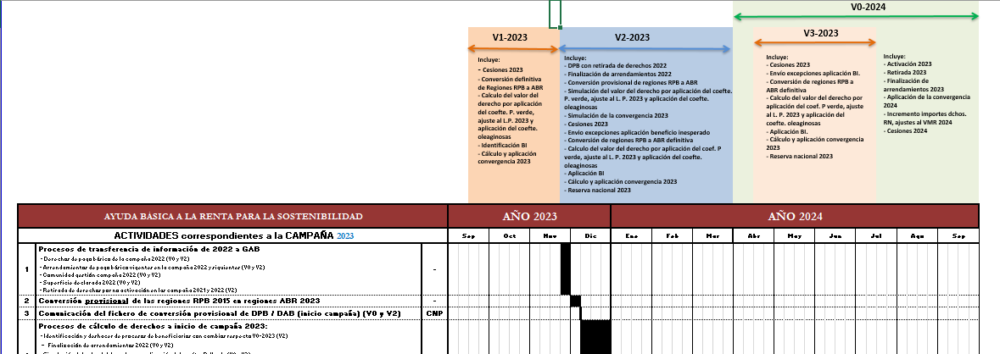 V0-2024
V1-2023
V2-2023
V3-2023
Incluye:
- Cesiones 2023
- Conversión definitiva
de Regiones RPB a ABR
- Calculo del valor del
derecho por aplicación
del coefte. P. verde,
ajuste al L.P. 2023 y
aplicación del coefte.
oleaginosas
- Identificación BI
- Cálculo y aplicación
convergencia 2023
Incluye:
- DPB con retirada de derechos 2022
- Finalización de arrendamientos 2022
- Conversión provisional de regiones RPB a ABR
- Simulación del valor del derecho por aplicación del coefte.
P. verde, ajuste al L. P. 2023 y aplicación del coefte.
oleaginosas
- Simulación de la convergencia 2023
- Cesiones 2023
- Envio excepciones aplicación beneficio inesperado
- Conversión de regiones RPB a ABR definitiva
- Calculo del valor del derecho por aplicación del coef. P
verde, ajuste al L. P. 2023 y aplicación del coefte.
oleaginosas
- Aplicación BI
- Cálculo y aplicación convergencia 2023
- Reserva nacional 2023
Incluye:
- Cesiones 2023
- Envio excepciones aplicación BI.
- Conversión de regiones RPB a
ABR definitiva
- Calculo del valor del derecho por
aplicación del coef. P verde, ajuste
al L. P. 2023 y aplicación del
coefte. oleaginosas
- Aplicación BI.
- Cálculo y aplicación convergencia
2023
- Reserva nacional 2023
Incluye:
- Activación 2023
- Retirada 2023
- Finalización de
arrendamientos 2023
- Aplicación de la convergencia
2024
- Incremento importes dchos.
RN, ajustes al VMR 2024
- Cesiones 2024
AYUDA BÁSICA A LA RENTA PARA LA SOSTENIBILIDAD
AÑO 2023
AÑO 2024
ACTIVIDADES correspondientes a la CAMPAÑA 2023
Sep Oct Nov Dic Ene Feb Mar Abr May Jun Jul Ago Sep
1
Procesos de transferencia de información de 2022 a GAB
- Derechos de pago básico de la campaña 2022 (V0 y V2)
- Arrendamientos de pago básico vigentes en la campaña 2022 y siguientes (V0 y V2)
- Comunidad gestión campaña 2022 (V0 y V2)
- Superficie declarada 2022 (V0 y V2)
- Retirada de derechos por no activación en las campañas 2021 y 2022 (V0 y V2)
-
2 Conversión provisional de las regiones RPB 2015 en regiones ABR 2023 -
3 Comunicación del fichero de conversión provisional de DPB / DAB (inicio campaña) (V0 y V2) CNP
Procesos de cálculo de derechos a inicio de campaña 2023:
- Identificación y deshacer de procesos de beneficiarios con cambios respecto V0-2023 (V2)
- Finalización de arrendamientos 2022 (V0 y V2)